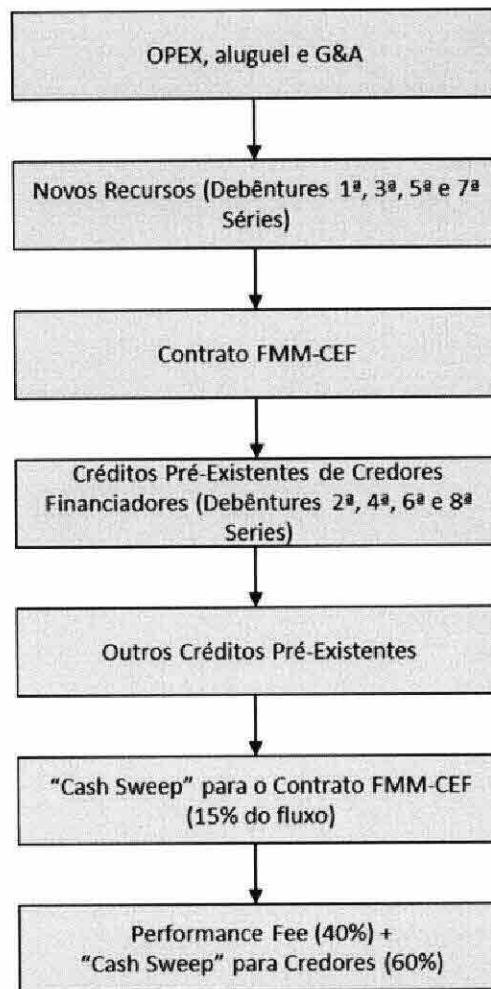 OPEX, aluguel e G&A
Novos Recursos (Debêntures 1ª, 3ª, 5ª e 7ª
Séries)
Contrato FMM-CEF
Créditos Pré-Existentes de Credores
Financiadores (Debêntures 2ª, 4ª, 6ª e 8ª
Series)
Outros Créditos Pré-Existentes
“Cash Sweep” para o Contrato FMM-CEF
(15% do fluxo)
Performance Fee (40%) +
“Cash Sweep” para Credores (60%)